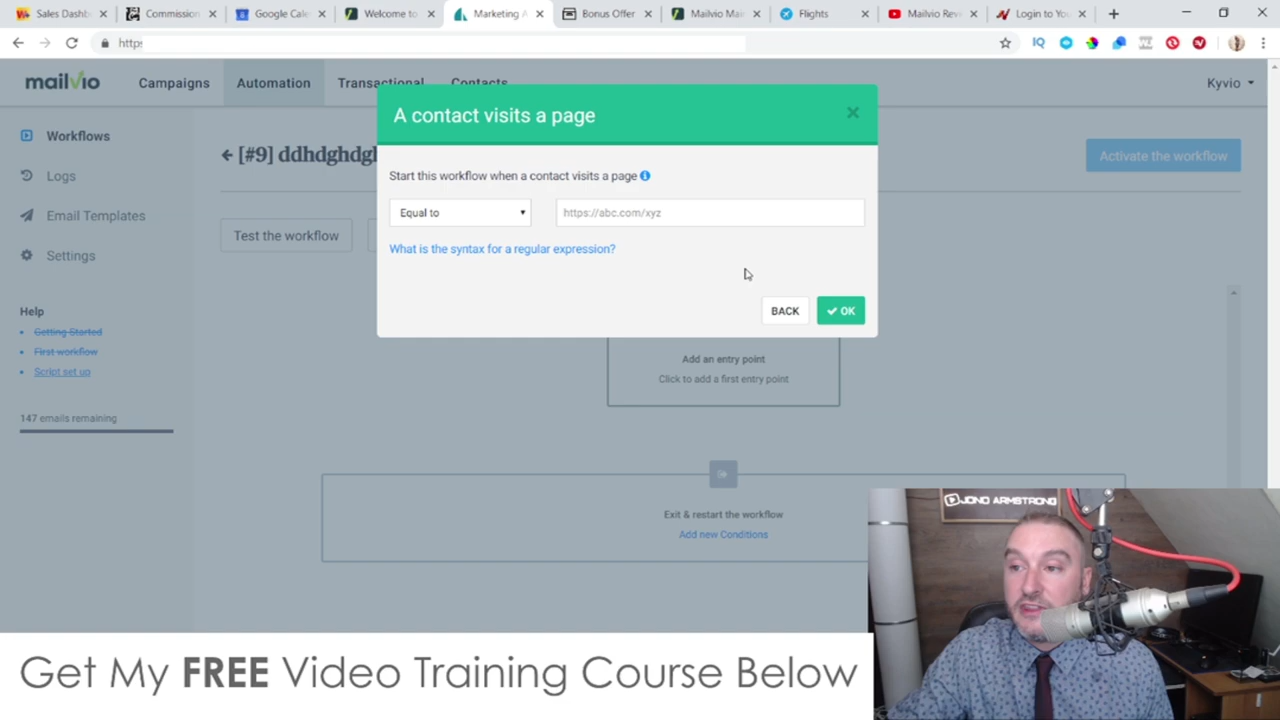 Sales Dashb
Commission
Google Cale
Welcome to
Marketing A
Bonus Offer
Mailvio Mai
Flights
Mailvio Rev
Login to You
https
mailvio
Campaigns
Automation
Transactional
Contacts
Kyvio
A contact visits a page
Workflows
← [#9] ddhdghdgh
Activate the workflow
Logs
Start this workflow when a contact visits a page
Equal to
https://abc.com/xyz
Email Templates
Test the workflow
What is the syntax for a regular expression?
Settings
BACK
OK
Help
Getting Started
First workflow
Script set up
Add an entry point
Click to add a first entry point
147 emails remaining
Exit & restart the workflow
Add new Conditions
JONO ARMSTRONG
Get My FREE Video Training Course Below